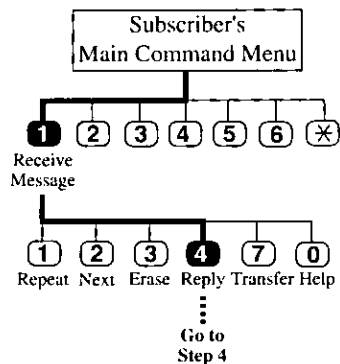 Subscriber's
Main Command Menu
1 2 3 4 5 6 *
Receive
Message
1 2 3 4 7 0
Repeat Next Erase Reply Transfer Help
Go to
Step 4